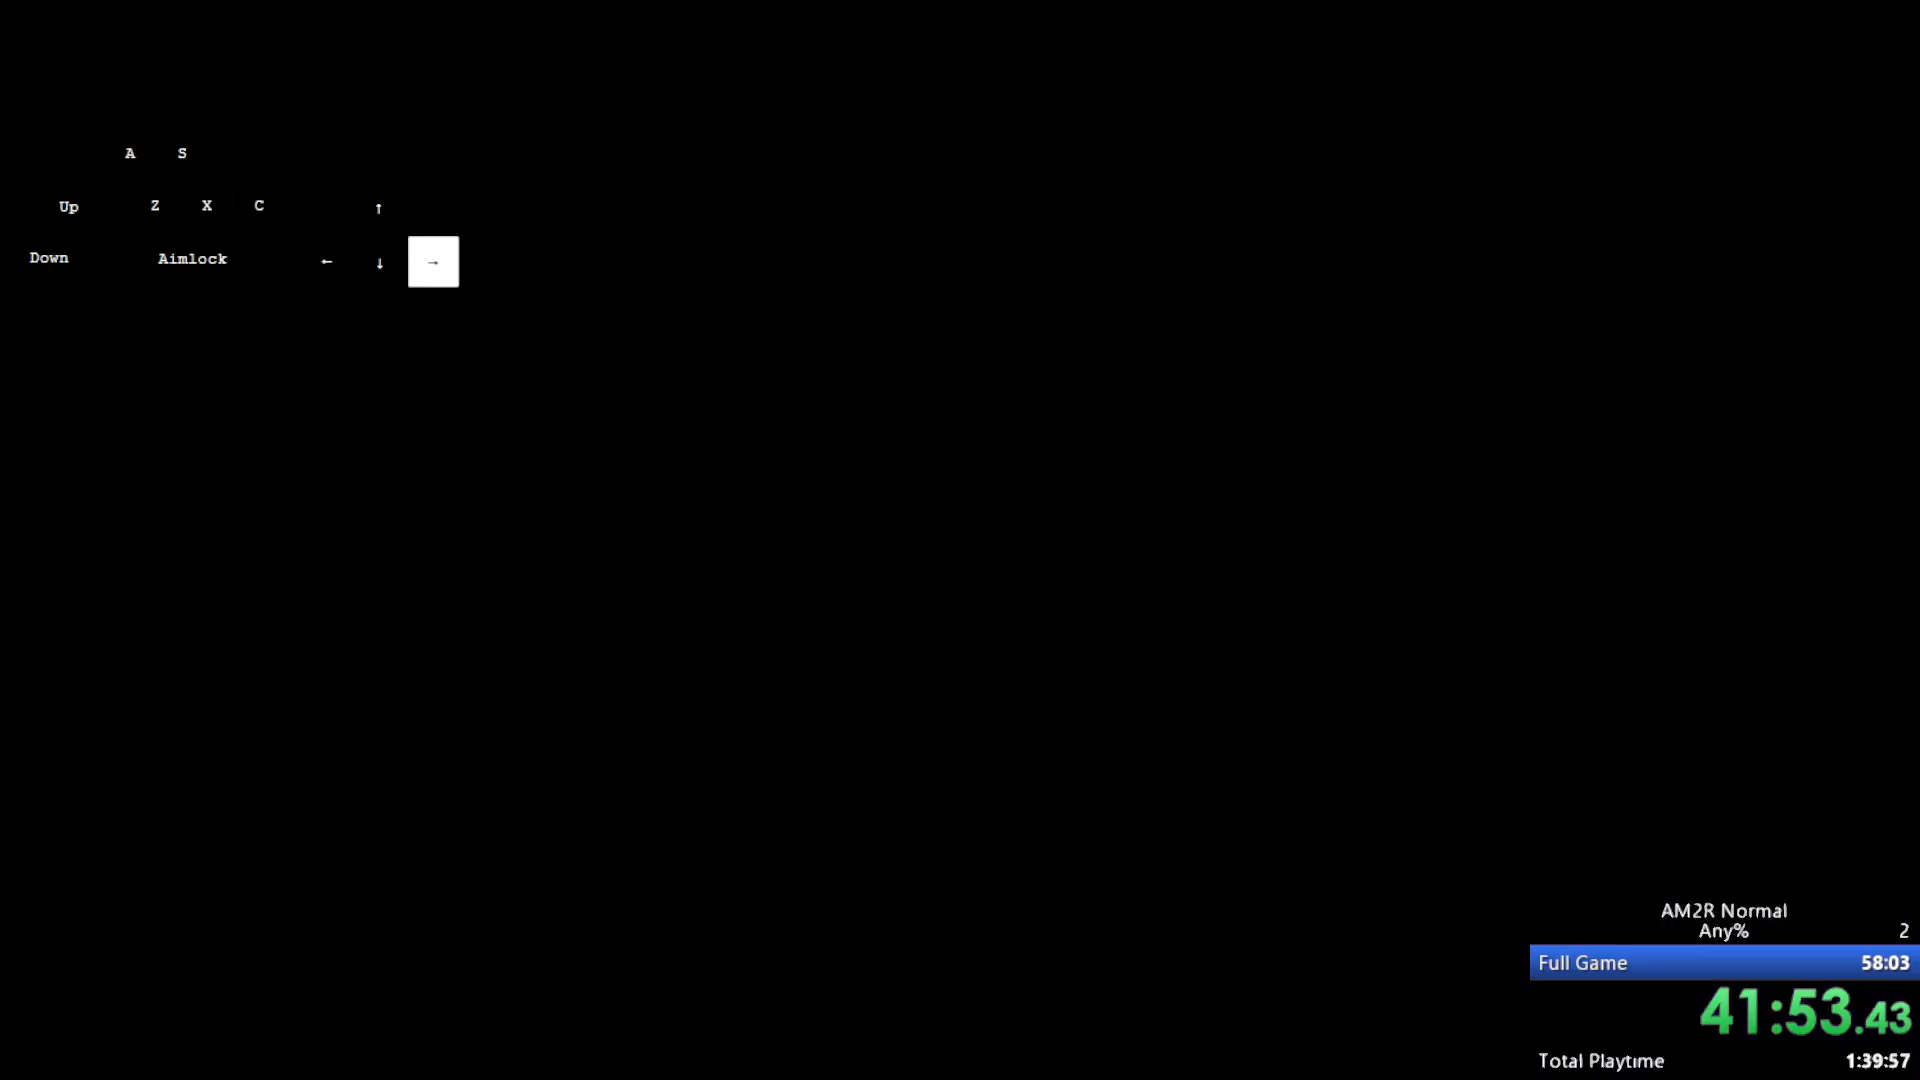 A S
Up Z X C ↑
Down Aimlock ← ↓ →
AM2R Normal
Any% 2
Full Game 58:03
41:53.43
Total Playtime 1:39:57